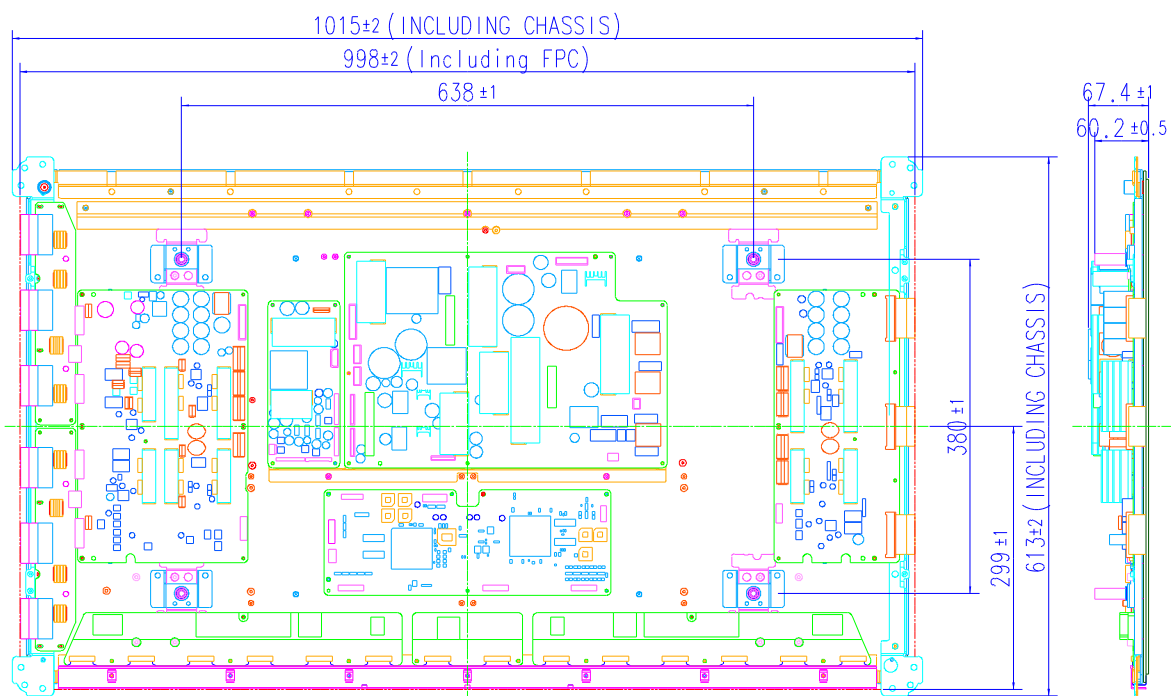 1015±2(INCLUDING CHASSIS)
998±2(Including FPC)
638±1
67.4±1
60.2±0.5
380±1
299±1
613±2(INCLUDING CHASSIS)